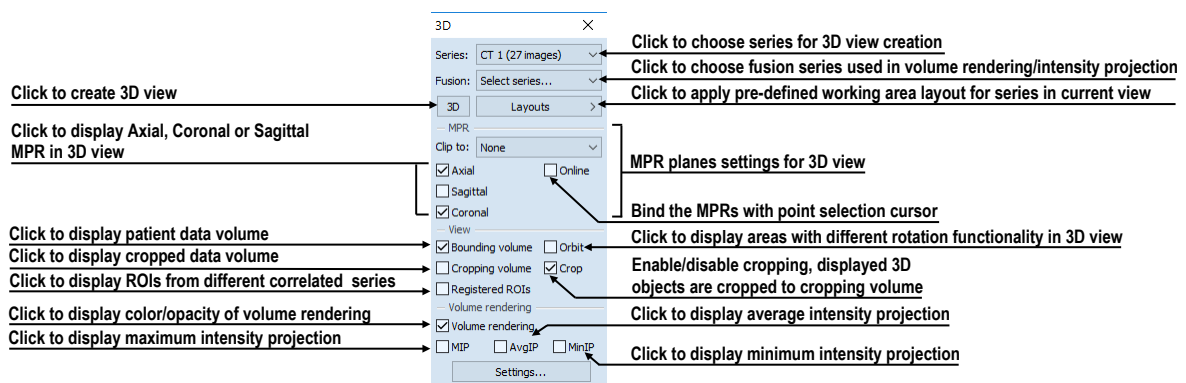 3D
Series: CT 1 (27 images)
Fusion: Select series...
3D Layouts
MPR
Clip to: None
Axial Online
Sagittal
Coronal
View
Bounding volume Orbit
Cropping volume Crop
Registered ROIs
Volume rendering
Volume rendering
MIP AvgIP MinIP
Settings...
Click to create 3D view
Click to display Axial, Coronal or Sagittal
MPR in 3D view
Click to display patient data volume
Click to display cropped data volume
Click to display ROIs from different correlated series
Click to display color/opacity of volume rendering
Click to display maximum intensity projection
Click to choose series for 3D view creation
Click to choose fusion series used in volume rendering/intensity projection
Click to apply pre-defined working area layout for series in current view
MPR planes settings for 3D view
Bind the MPRs with point selection cursor
Click to display areas with different rotation functionality in 3D view
Enable/disable cropping, displayed 3D
objects are cropped to cropping volume
Click to display average intensity projection
Click to display minimum intensity projection